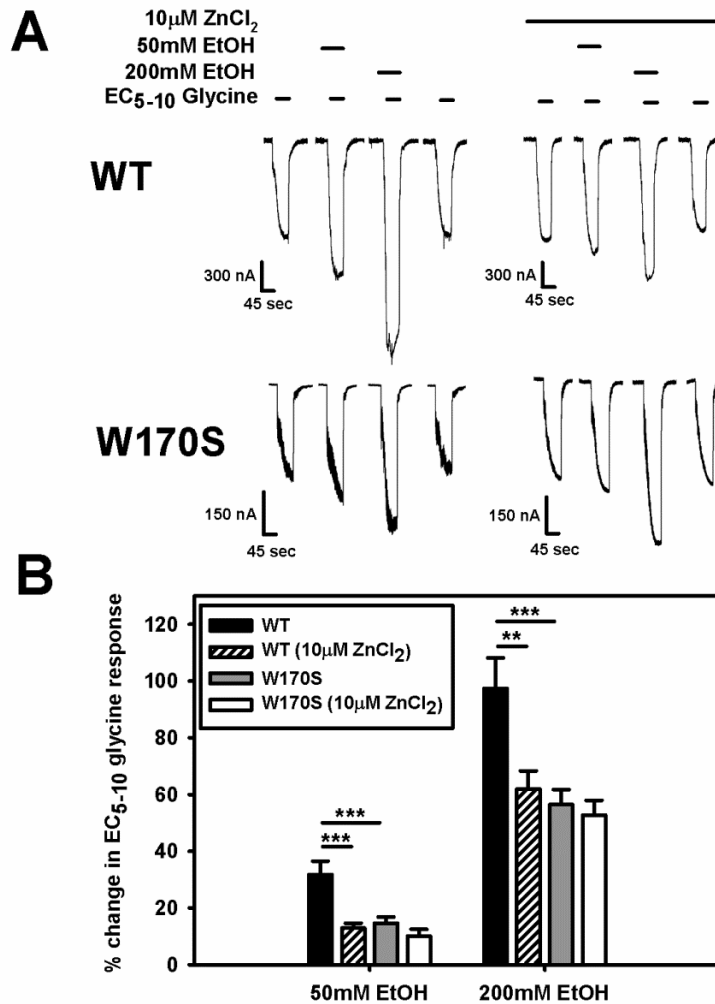 A
10μM ZnCl2
50mM EtOH
200mM EtOH
EC5-10 Glycine
WT
300 nA
45 sec
300 nA
45 sec
W170S
150 nA
45 sec
150 nA
45 sec
B
% change in EC5-10 glycine response
120
100
80
60
40
20
0
WT
WT (10μM ZnCl2)
W170S
W170S (10μM ZnCl2)
***
***
***
**
50mM EtOH
200mM EtOH